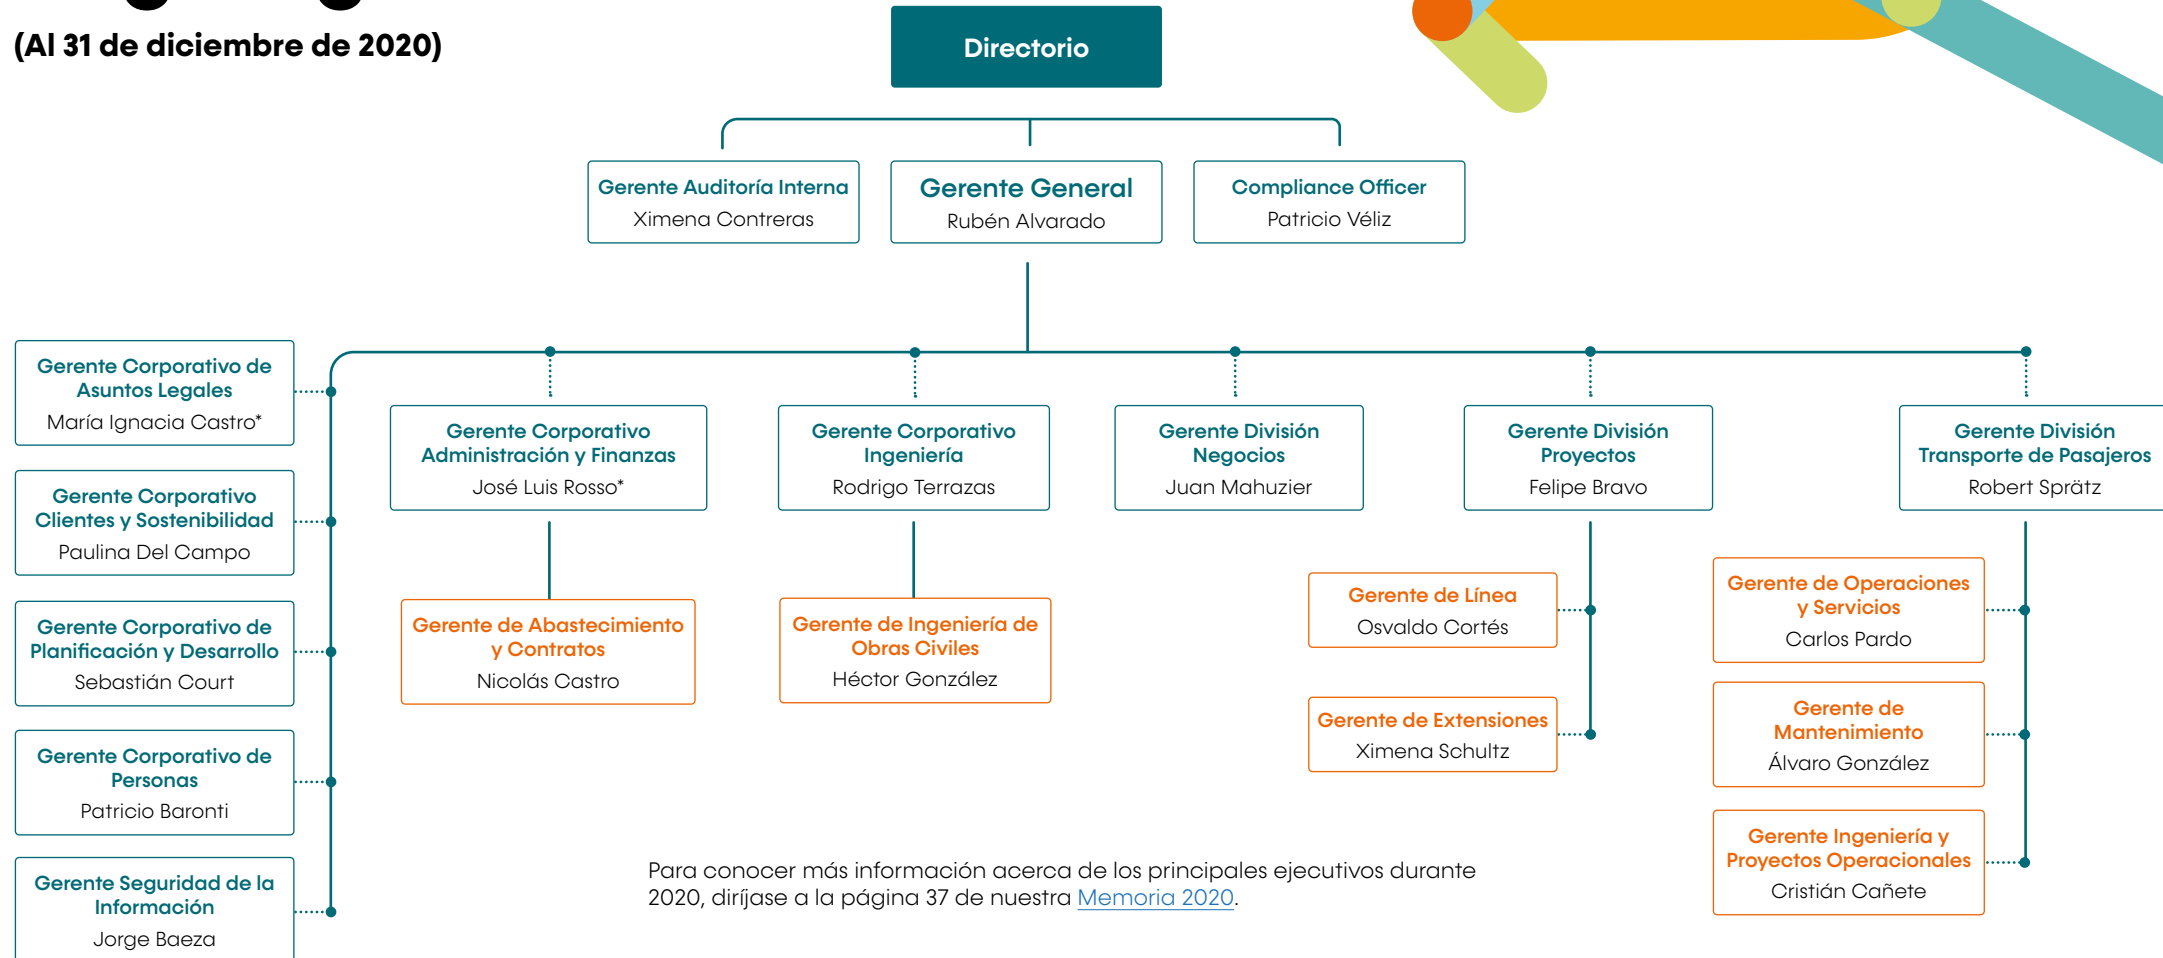 (Al 31 de diciembre de 2020)
Directorio
Gerente Auditoría Interna
Ximena Contreras
Gerente General
Rubén Alvarado
Compliance Officer
Patricio Véliz
Gerente Corporativo de
Asuntos Legales
María Ignacia Castro*
Gerente Corporativo
Clientes y Sostenibilidad
Paulina Del Campo
Gerente Corporativo de
Planificación y Desarrollo
Sebastián Court
Gerente Corporativo de
Personas
Patricio Baronti
Gerente Seguridad de la
Información
Jorge Baeza
Gerente Corporativo
Administración y Finanzas
José Luis Rosso*
Gerente de Abastecimiento
y Contratos
Nicolás Castro
Gerente Corporativo
Ingeniería
Rodrigo Terrazas
Gerente de Ingeniería de
Obras Civiles
Héctor González
Gerente División
Negocios
Juan Mahuzier
Gerente División
Proyectos
Felipe Bravo
Gerente de Línea
Osvaldo Cortés
Gerente de Extensiones
Ximena Schultz
Gerente División
Transporte de Pasajeros
Robert Sprätz
Gerente de Operaciones
y Servicios
Carlos Pardo
Gerente de
Mantenimiento
Álvaro González
Gerente Ingeniería y
Proyectos Operacionales
Cristián Cañete
Para conocer más información acerca de los principales ejecutivos durante
2020, diríjase a la página 37 de nuestra Memoria 2020.